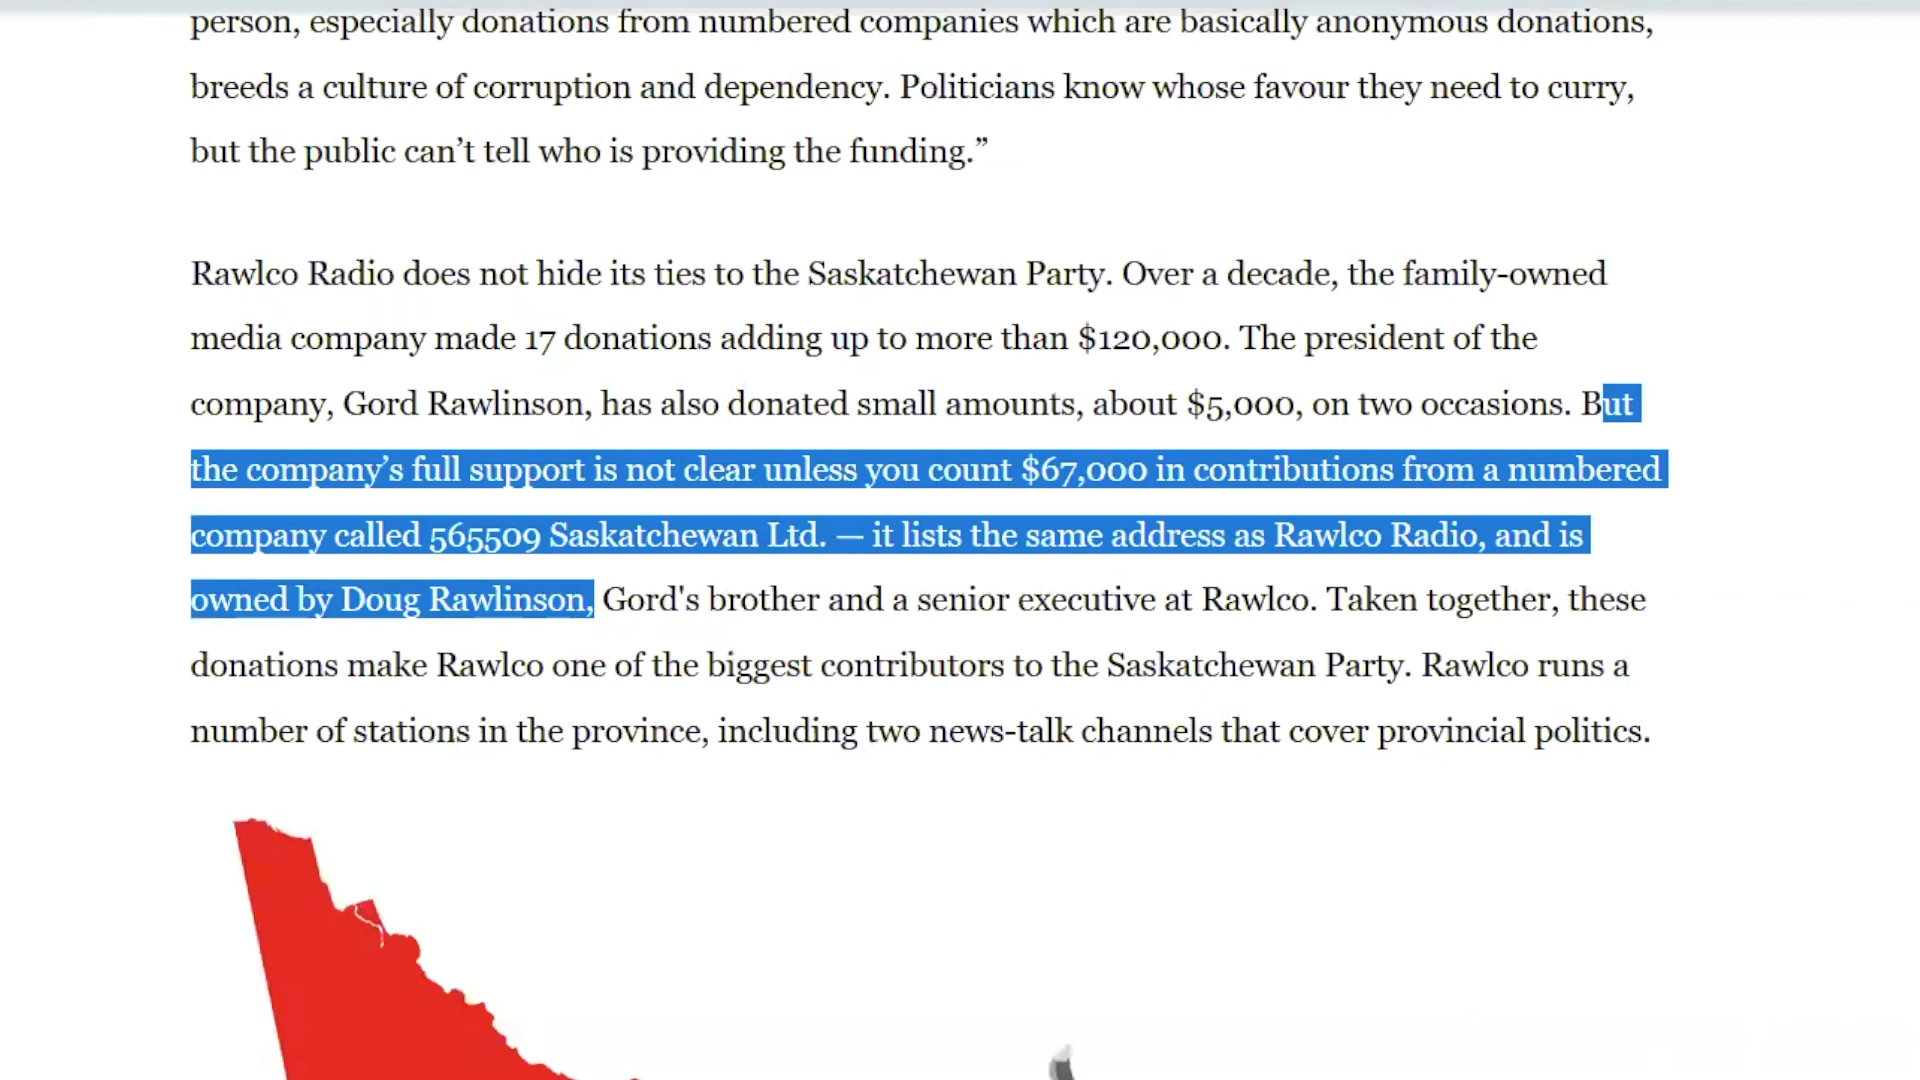 person, especially donations from numbered companies which are basically anonymous donations,
breeds a culture of corruption and dependency. Politicians know whose favour they need to curry,
but the public can’t tell who is providing the funding.”
Rawlco Radio does not hide its ties to the Saskatchewan Party. Over a decade, the family-owned
media company made 17 donations adding up to more than $120,000. The president of the
company, Gord Rawlinson, has also donated small amounts, about $5,000, on two occasions. But
the company’s full support is not clear unless you count $67,000 in contributions from a numbered
company called 565509 Saskatchewan Ltd. — it lists the same address as Rawlco Radio, and is
owned by Doug Rawlinson, Gord's brother and a senior executive at Rawlco. Taken together, these
donations make Rawlco one of the biggest contributors to the Saskatchewan Party. Rawlco runs a
number of stations in the province, including two news-talk channels that cover provincial politics.